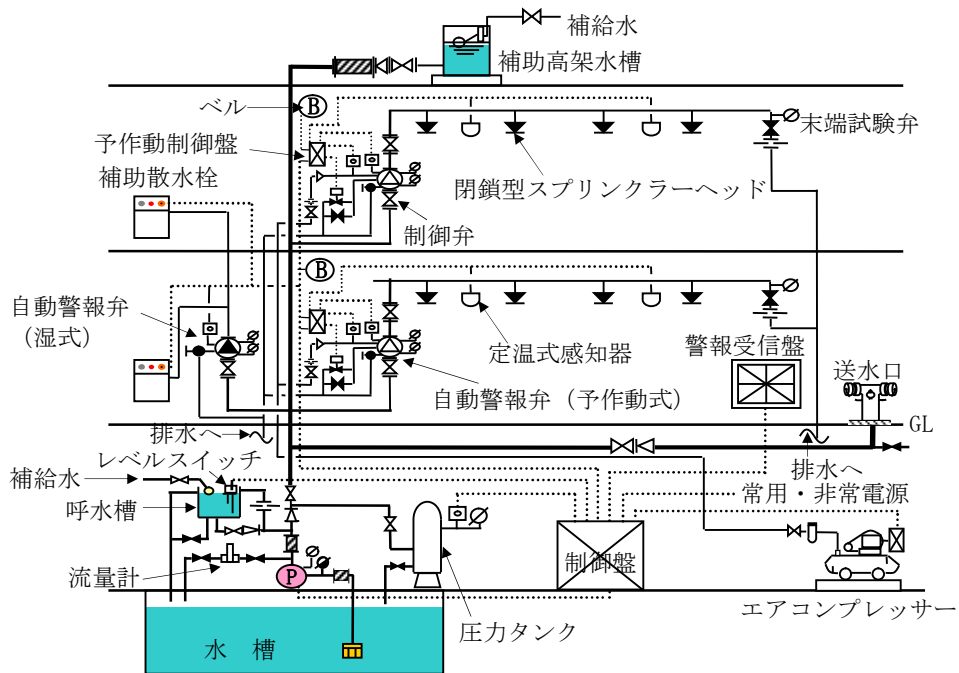 補給水
補助高架水槽
ベル
B
末端試験弁
予作動制御盤
補助散水栓
閉鎖型スプリンクラーヘッド
制御弁
B
自動警報弁
（湿式）
定温式感知器
警報受信盤
送水口
自動警報弁（予作動式）
GL
排水へ
レベルスイッチ
補給水
排水へ
常用・非常電源
呼水槽
制御盤
流量計
P
エアコンプレッサー
圧力タンク
水　槽